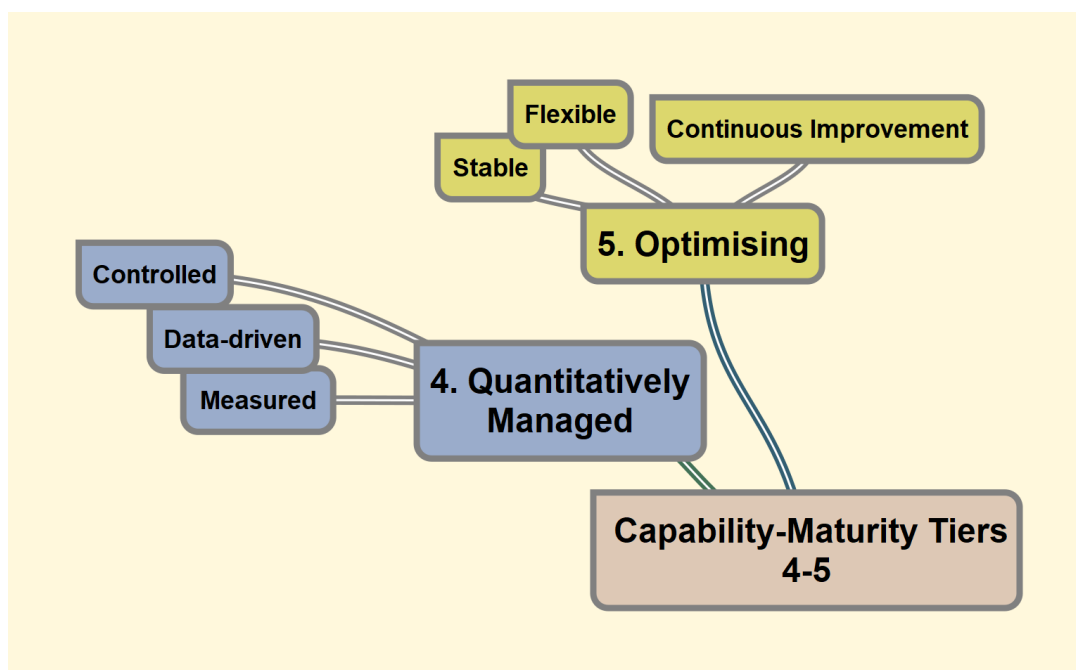 Flexible
Continuous Improvement
Stable
5. Optimising
Controlled
Data-driven
Measured
4. Quantitatively
Managed
Capability-Maturity Tiers
4-5